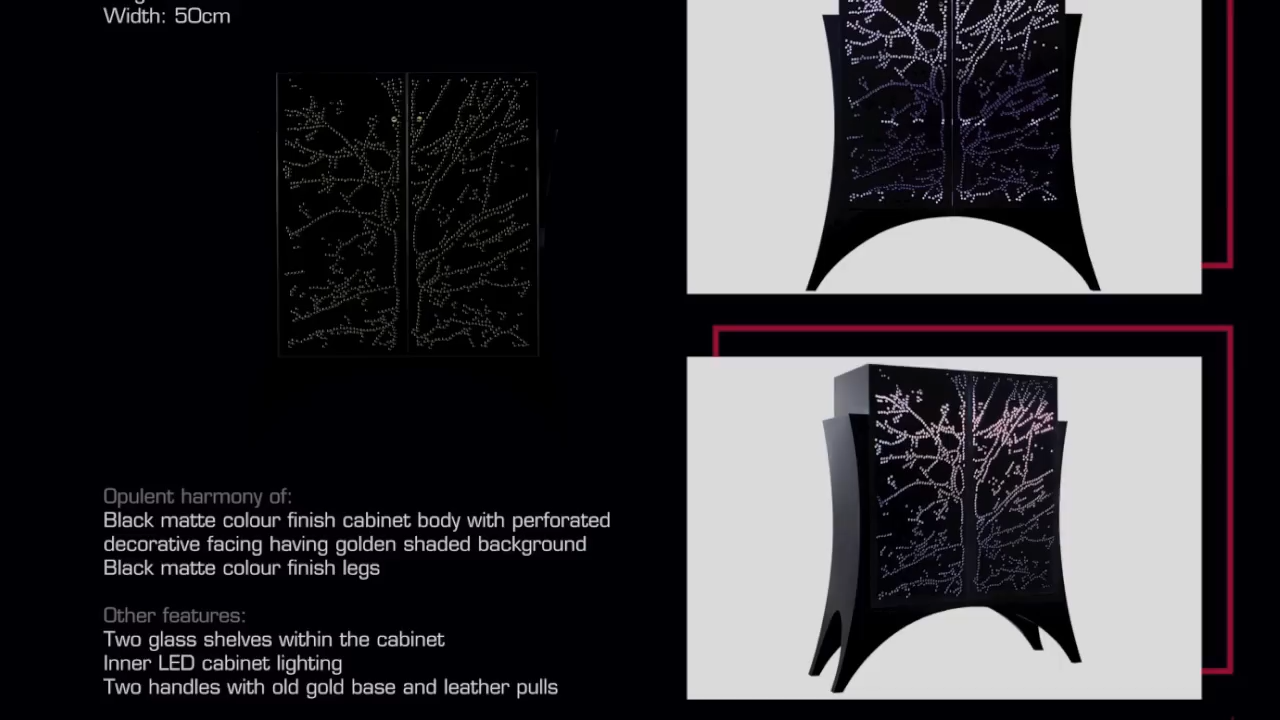 Width: 50cm
Opulent harmony of:
Black matte colour finish cabinet body with perforated
decorative facing having golden shaded background
Black matte colour finish legs
Other features:
Two glass shelves within the cabinet
Inner LED cabinet lighting
Two handles with old gold base and leather pulls